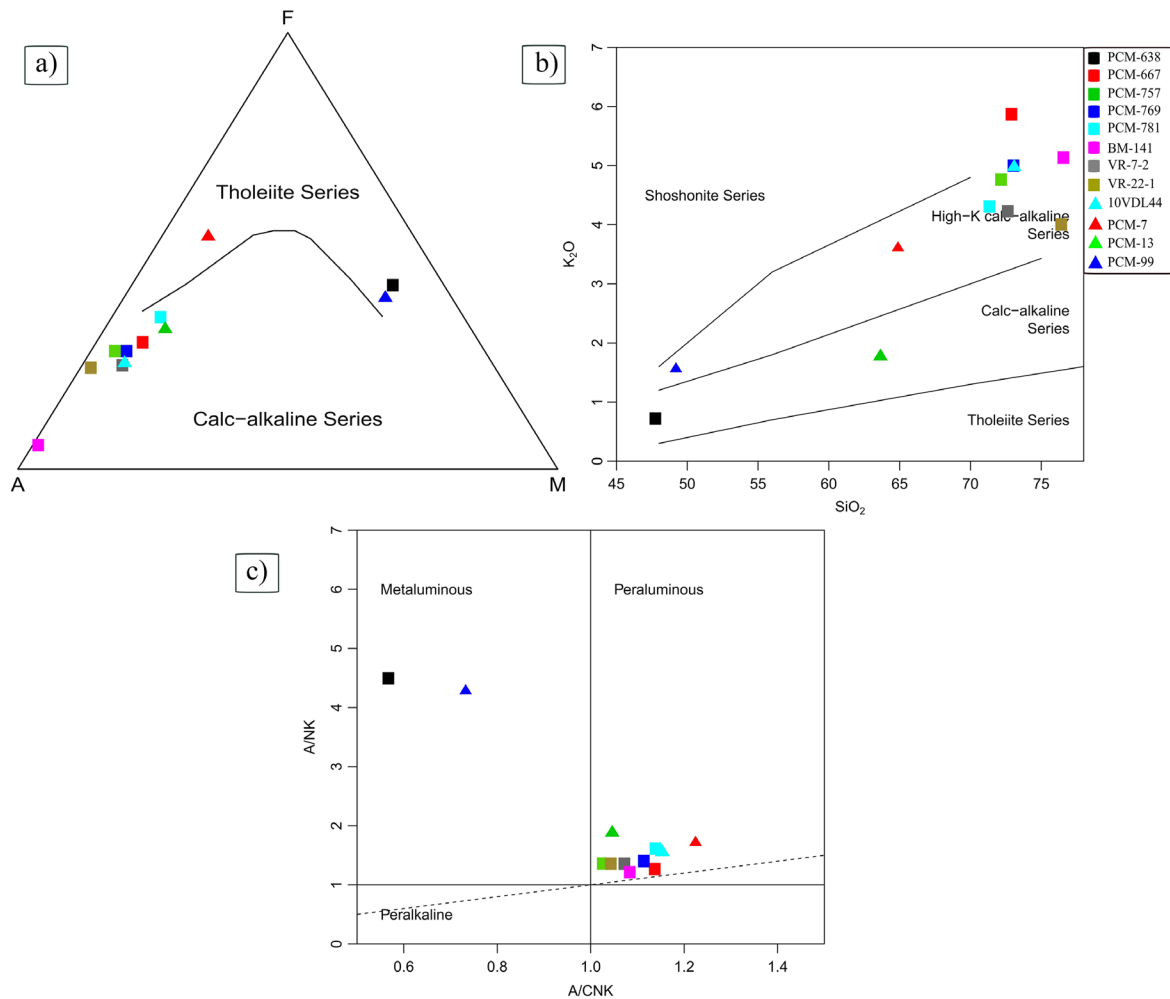 a)
F
Tholeiite Series
Calc−alkaline Series
A
M
b)
7
6
5
4
3
2
1
0
K₂O
Shoshonite Series
High−K calc−alkaline
Series
Calc−alkaline
Series
Tholeiite Series
45
50
55
60
65
70
75
SiO₂
PCM-638
PCM-667
PCM-757
PCM-769
PCM-781
BM-141
VR-7-2
VR-22-1
10VDL44
PCM-7
PCM-13
PCM-99
c)
7
6
5
4
3
2
1
0
A/NK
Metaluminous
Peraluminous
Peralkaline
0.6
0.8
1.0
1.2
1.4
A/CNK